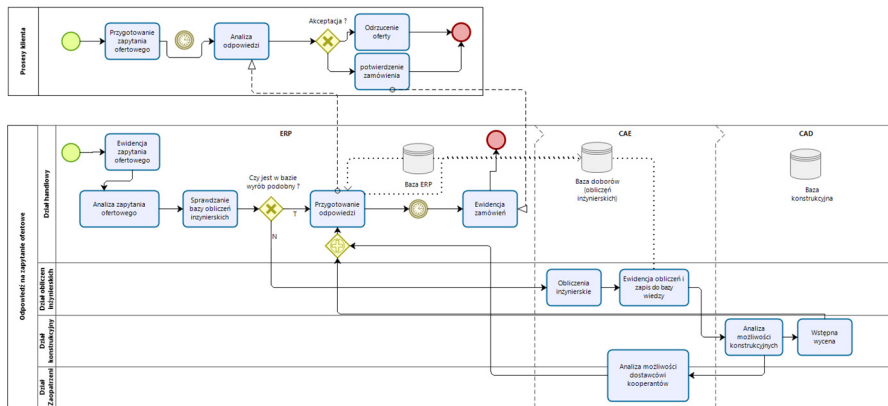 Prosesy klienta
Przygotowanie
zapytania
ofertowego
Analiza
odpowiedzi
Akceptacja ?
Odrzucenie
oferty
potwierdzenie
zamówienia
Odpowiedź na zapytanie ofertowe
Dział handlowy
ERP
CAE
CAD
Ewidencja
zapytania
ofertowego
Analiza zapytania
ofertowego
Sprawdzanie
bazy obliczeń
inżynierskich
Czy jest w bazie
wyrób podobny ?
T
N
Przygotowanie
odpowiedzi
Baza ERP
Ewidencja
zamówień
Baza doborów
(obliczeń
inżynierskich)
Baza
konstrukcyjna
Dział obliczen
inżynierskich
Obliczenia
inżynierskie
Ewidencja obliczeń i
zapis do bazy
wiedzy
Dział
konstrukcyjny
Analiza
możliwości
konstrukcyjnych
Wstępna
wycena
Dział
Zaopatrzeni
Analiza możliwości
dostawcówi
kooperantów